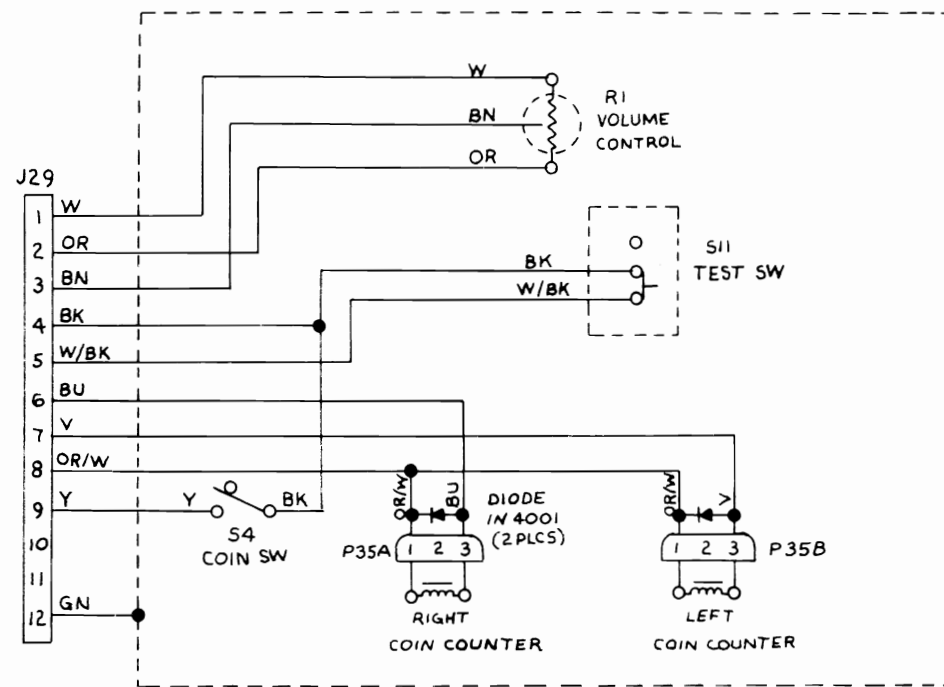 W
R1
VOLUME
CONTROL
BN
OR
J29
1 W
2 OR
3 BN
4 BK
5 W/BK
6 BU
7 V
8 OR/W
9 Y
10
11
12 GN
S11
TEST SW
BK
W/BK
Y BK
S4
COIN SW
OR/W BU
DIODE
IN 4001
(2 PLCS)
OR/W V
P35A 1 2 3
1 2 3 P35B
RIGHT
COIN COUNTER
LEFT
COIN COUNTER